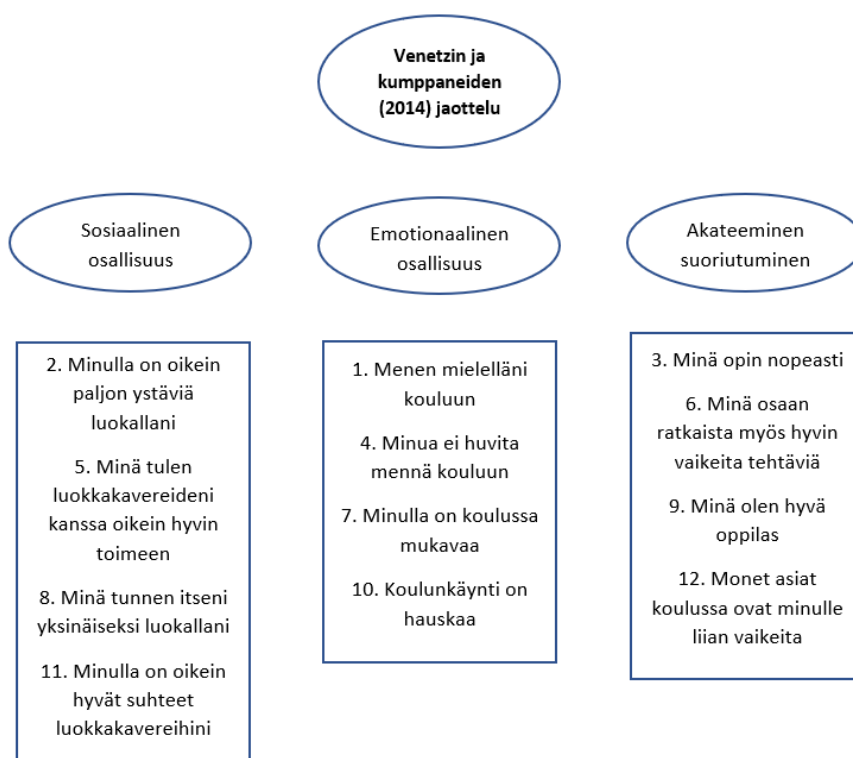 Venetzin ja
kumppaneiden
(2014) jaottelu
Sosiaalinen
osallisuus
Emotionaalinen
osallisuus
Akateeminen
suoriutuminen
2. Minulla on oikein
paljon ystäviä
luokallani
5. Minä tulen
luokkakavereideni
kanssa oikein hyvin
toimeen
8. Minä tunnen itseni
yksinäiseksi luokallani
11. Minulla on oikein
hyvät suhteet
luokkakavereihini
1. Menen mielelläni
kouluun
4. Minua ei huvita
mennä kouluun
7. Minulla on koulussa
mukavaa
10. Koulunkäynti on
hauskaa
3. Minä opin nopeasti
6. Minä osaan
ratkaista myös hyvin
vaikeita tehtäviä
9. Minä olen hyvä
oppilas
12. Monet asiat
koulussa ovat minulle
liian vaikeita